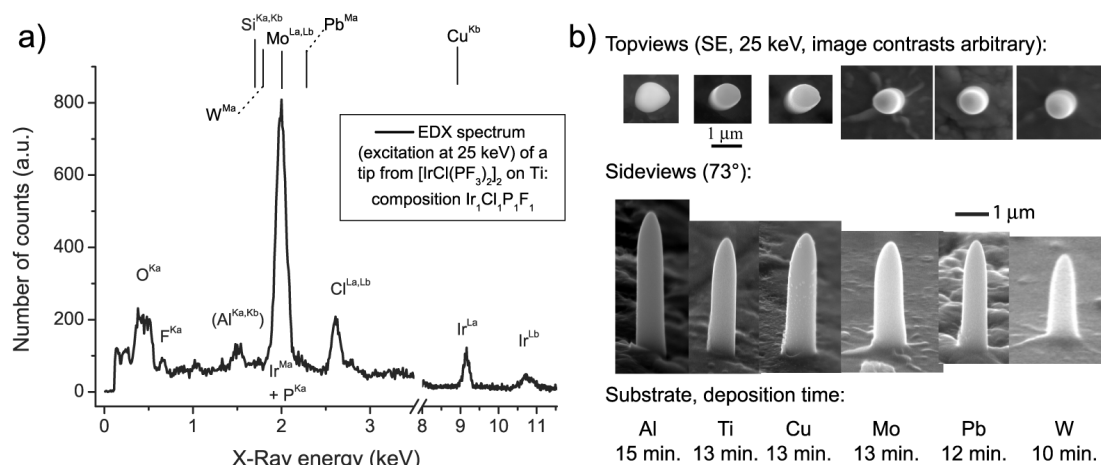 a)
Si^Ka,Kb
Pb^Ma
Mo^La,Lb
Cu^Kb
W^Ma
EDX spectrum
(excitation at 25 keV) of a
tip from [IrCl(PF₃)₂]₂ on Ti:
composition Ir₁Cl₁P₁F₁
Number of counts (a.u.)
800
600
400
200
0
O^Ka
F^Ka
(Al^Ka,Kb)
Cl^La,Lb
Ir^Ma
+ P^Ka
Ir^La
Ir^Lb
0 1 2 3 8 9 10 11
X-Ray energy (keV)
b)
Topviews (SE, 25 keV, image contrasts arbitrary):
1 µm
Sideviews (73°):
1 µm
Substrate, deposition time:
Al Ti Cu Mo Pb W
15 min. 13 min. 13 min. 13 min. 12 min. 10 min.